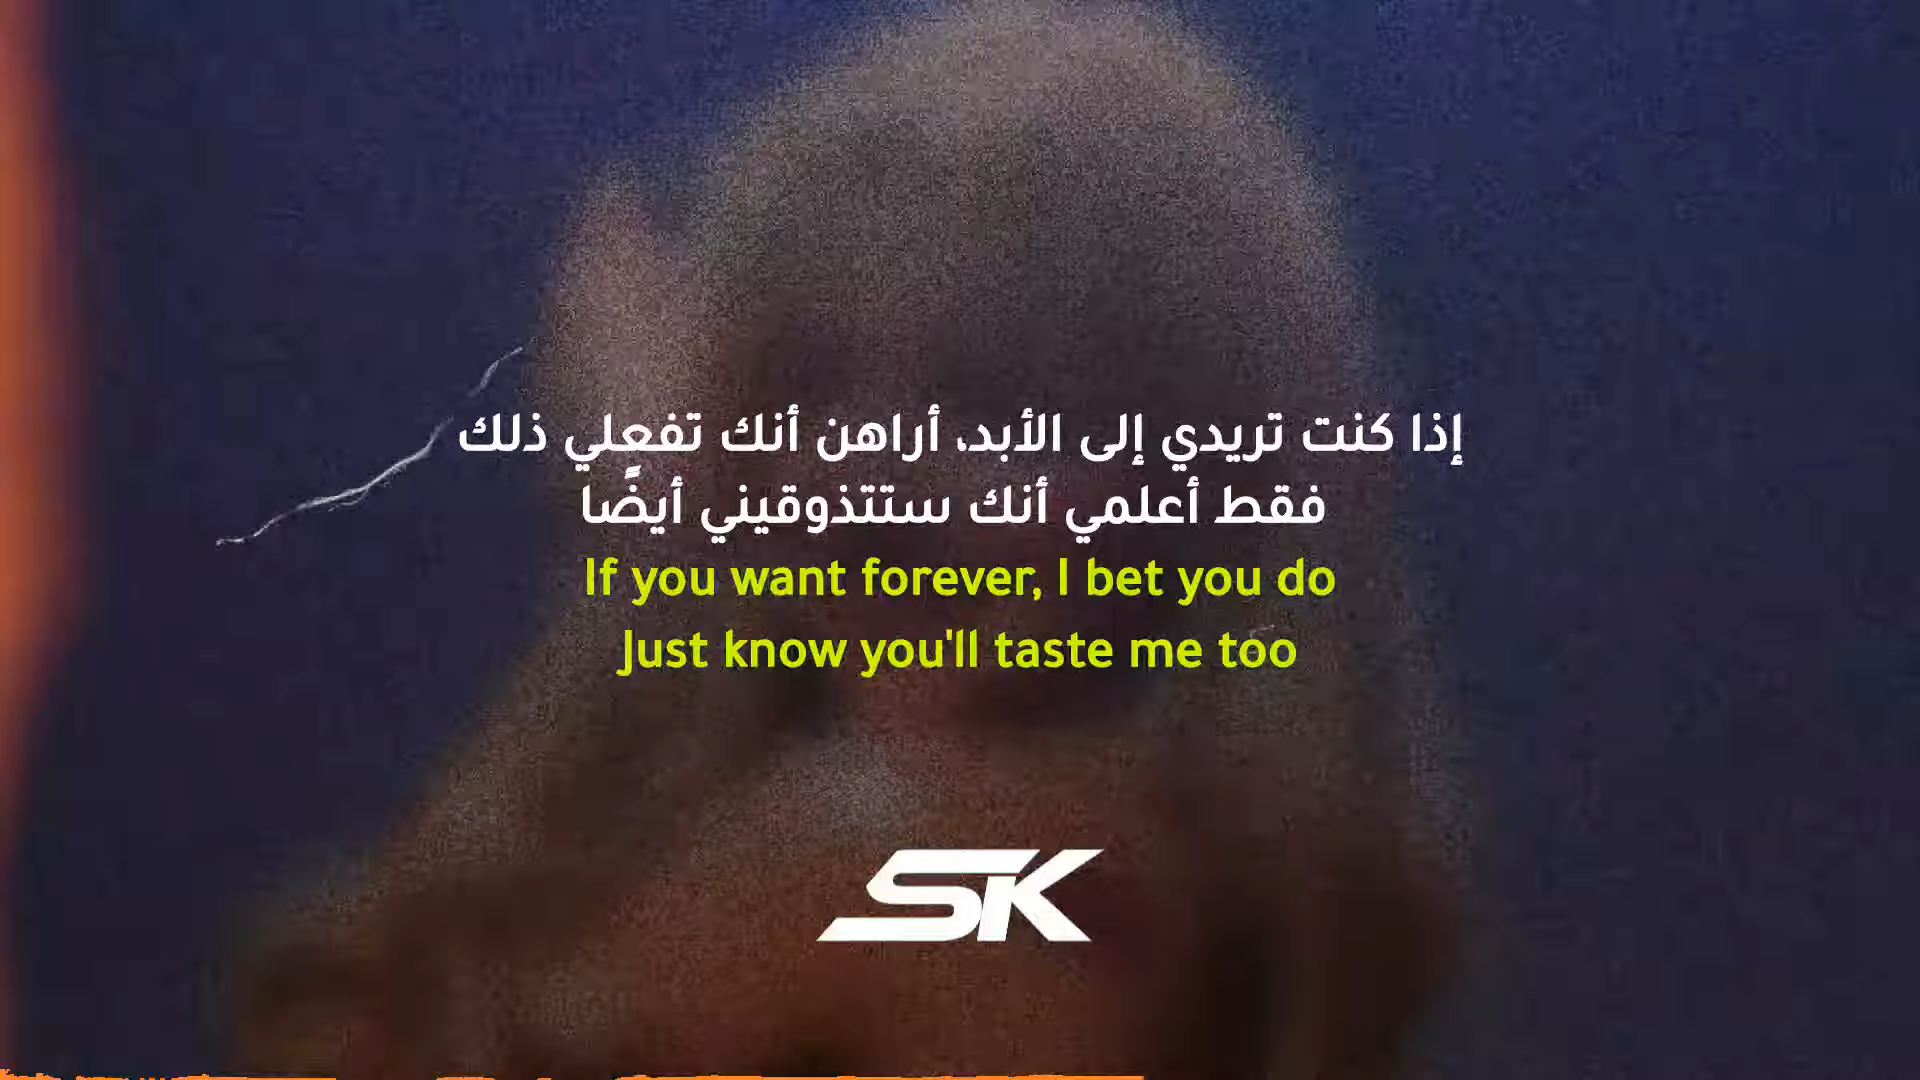 إذا كنت تريدي إلى الأبد، أراهن أنك تفعلي ذلك
فقط أعلمي أنك ستتذوقيني أيضًا
If you want forever, I bet you do
Just know you'll taste me too
SK